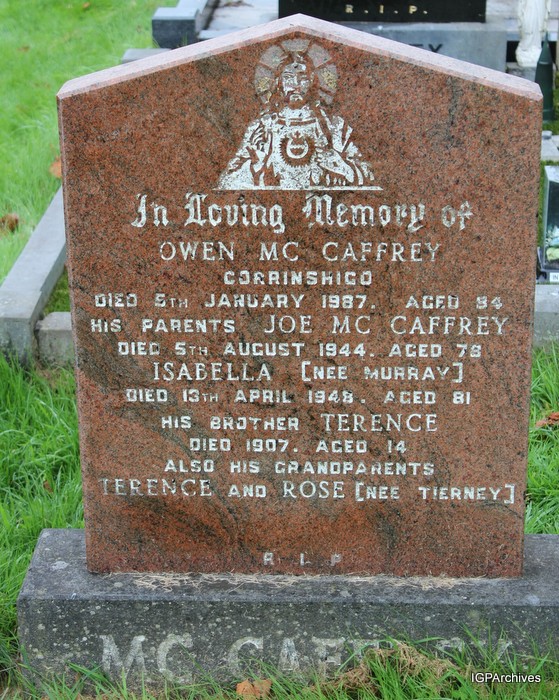 R. I. P.
In Loving Memory of
OWEN MC CAFFREY
CORRINSHIGO
DIED 5TH JANUARY 1987. AGED 84
HIS PARENTS JOE MC CAFFREY
DIED 5TH AUGUST 1944. AGED 78
ISABELLA [NEE MURRAY]
DIED 13TH APRIL 1948. AGED 81
HIS BROTHER TERENCE
DIED 1907. AGED 14
ALSO HIS GRANDPARENTS
TERENCE AND ROSE [NEE TIERNEY]
R. I. P
MC CAFFREY
IGPArchives